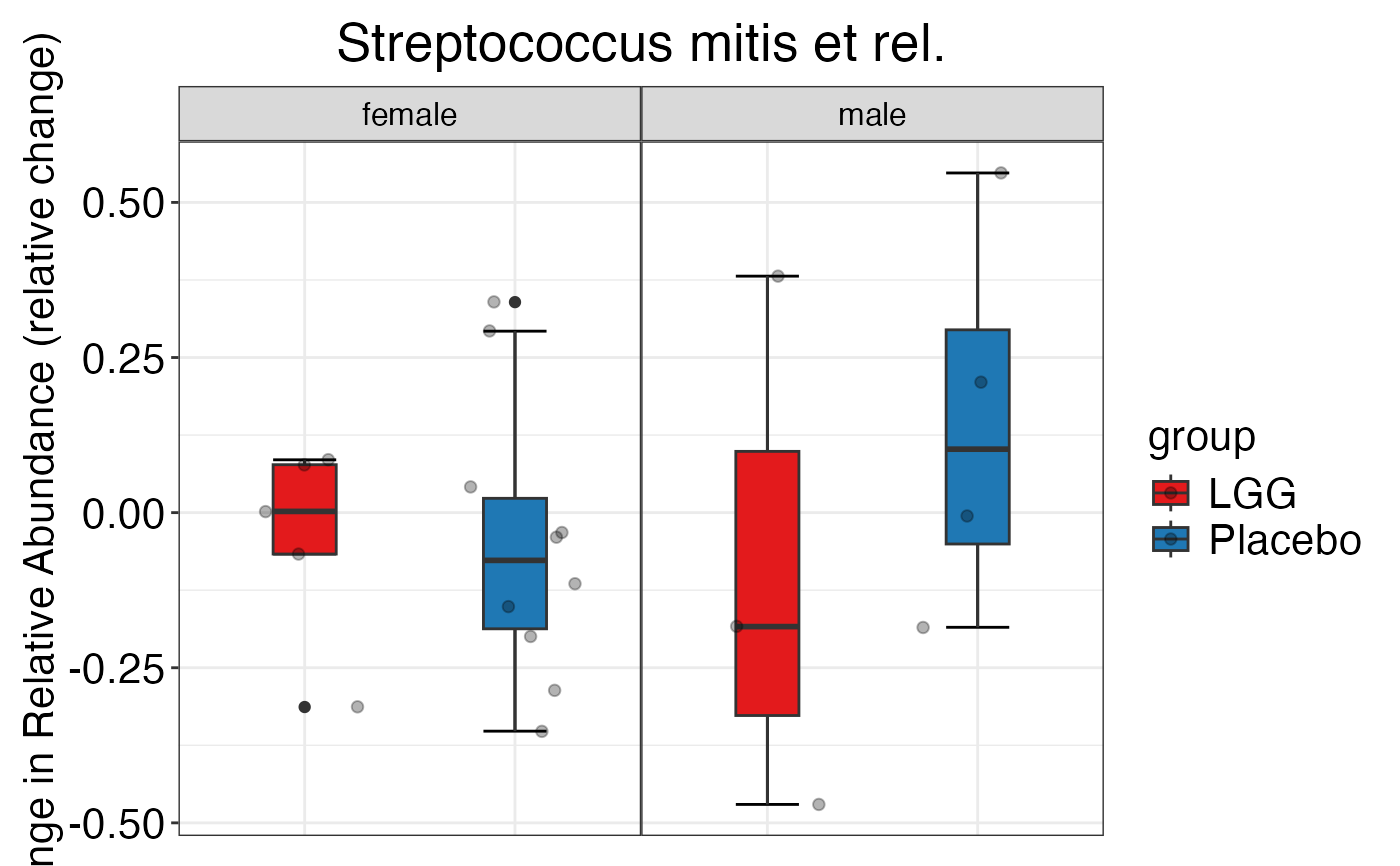 Streptococcus mitis et rel.
female
male
nge in Relative Abundance (relative change)
0.50
0.25
0.00
-0.25
-0.50
group
LGG
Placebo